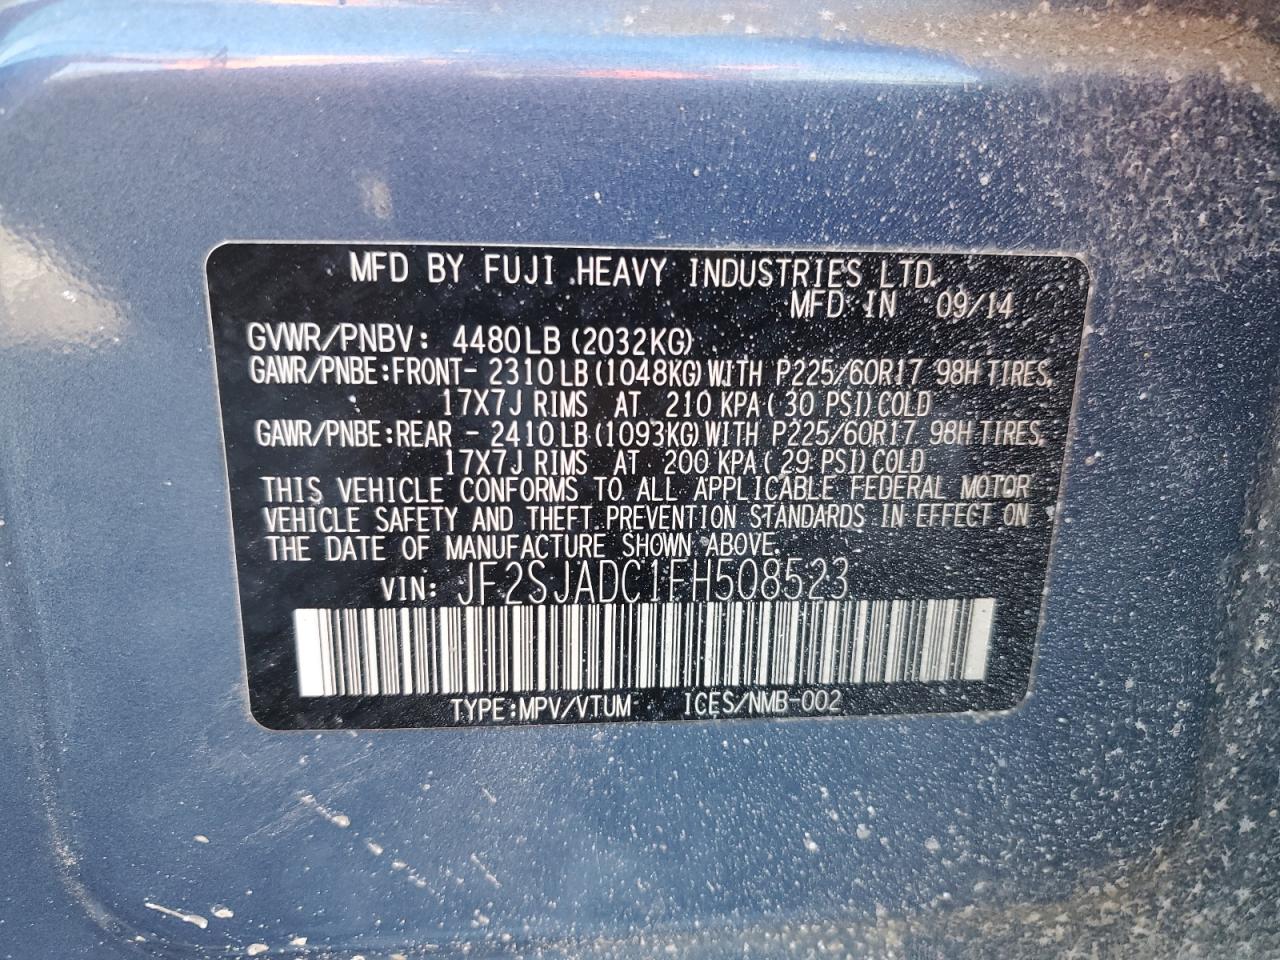 MFD BY FUJI HEAVY INDUSTRIES LTD.
MFD IN 09/14
GVWR/PNBV: 4480LB (2032KG)
GAWR/PNBE:FRONT- 2310LB (1048KG) WITH P225/60R17 98H TIRES,
17X7J RIMS AT 210 KPA ( 30 PSI) COLD
GAWR/PNBE:REAR - 2410LB (1093KG) WITH P225/60R17 98H TIRES,
17X7J RIMS AT 200 KPA ( 29 PSI) COLD
THIS VEHICLE CONFORMS TO ALL APPLICABLE FEDERAL MOTOR
VEHICLE SAFETY AND THEFT PREVENTION STANDARDS IN EFFECT ON
THE DATE OF MANUFACTURE SHOWN ABOVE.
VIN: JF2SJADC1FH508523
TYPE:MPV/VTUM ICES/NMB-002